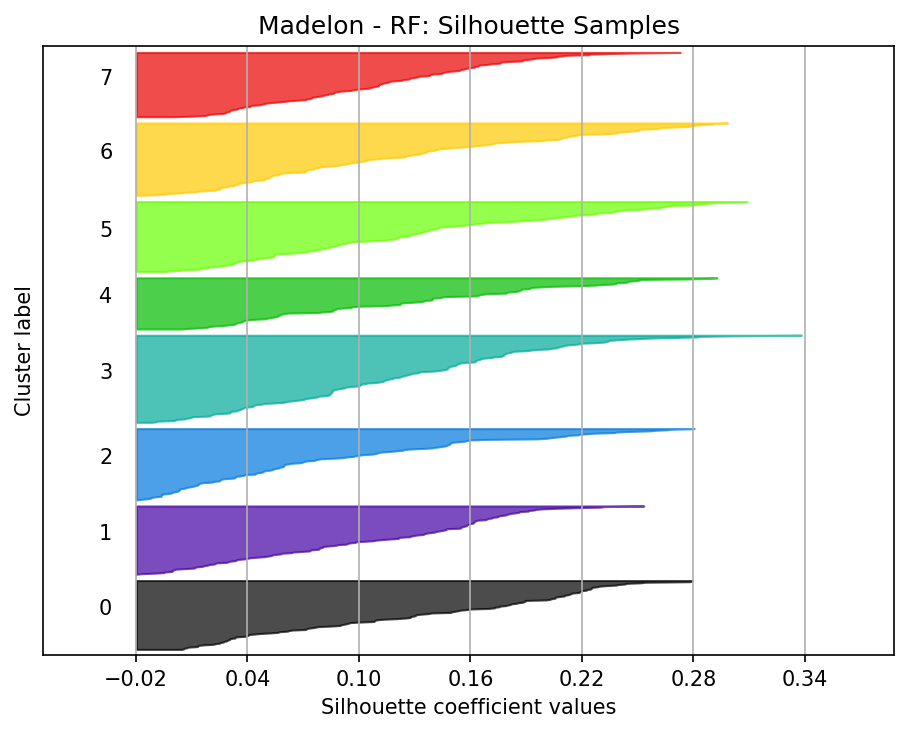 Madelon - RF: Silhouette Samples
7
6
5
4
3
2
1
0
Cluster label
−0.02 0.04 0.10 0.16 0.22 0.28 0.34
Silhouette coefficient values